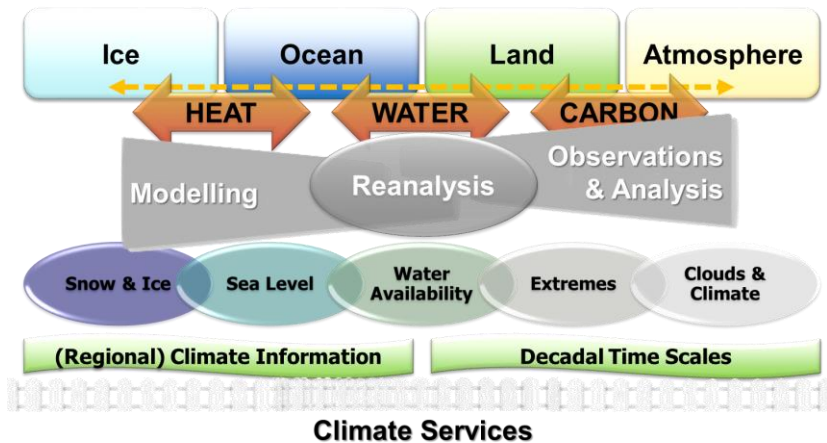 Ice Ocean Land Atmosphere
HEAT WATER CARBON
Modelling
Reanalysis
Observations
& Analysis
Snow & Ice
Sea Level
Water
Availability
Extremes
Clouds &
Climate
(Regional) Climate Information
Decadal Time Scales
Climate Services